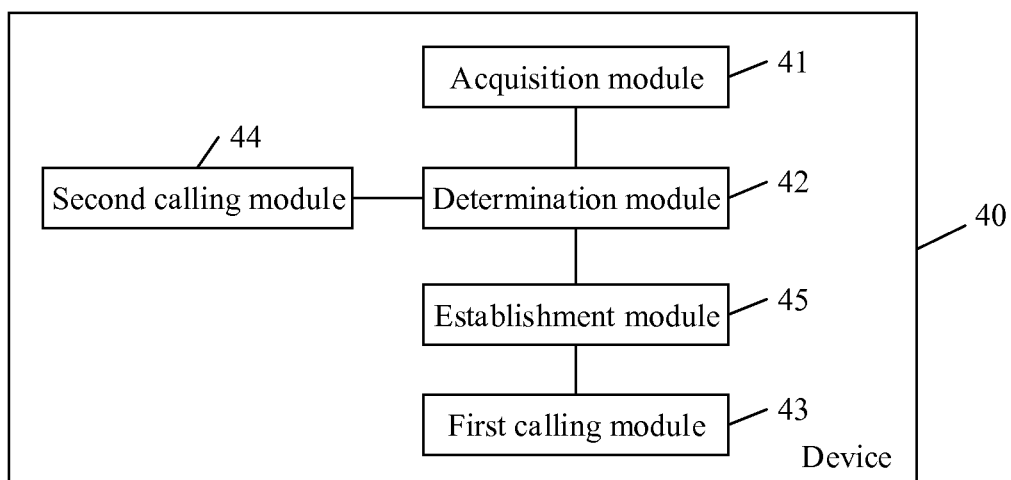 Acquisition module
41
44
Second calling module
Determination module
42
40
Establishment module
45
First calling module
43
Device